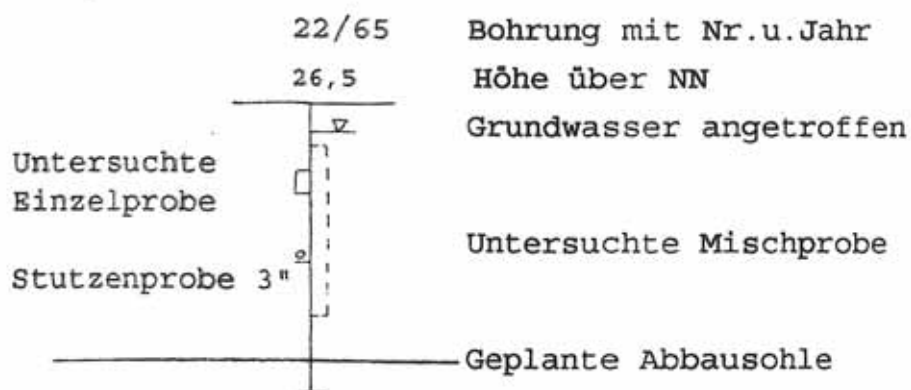 22/65 Bohrung mit Nr.u.Jahr
26,5 Höhe über NN
Grundwasser angetroffen
Untersuchte
Einzelprobe
Untersuchte Mischprobe
Stutzenprobe 3"
Geplante Abbausohle